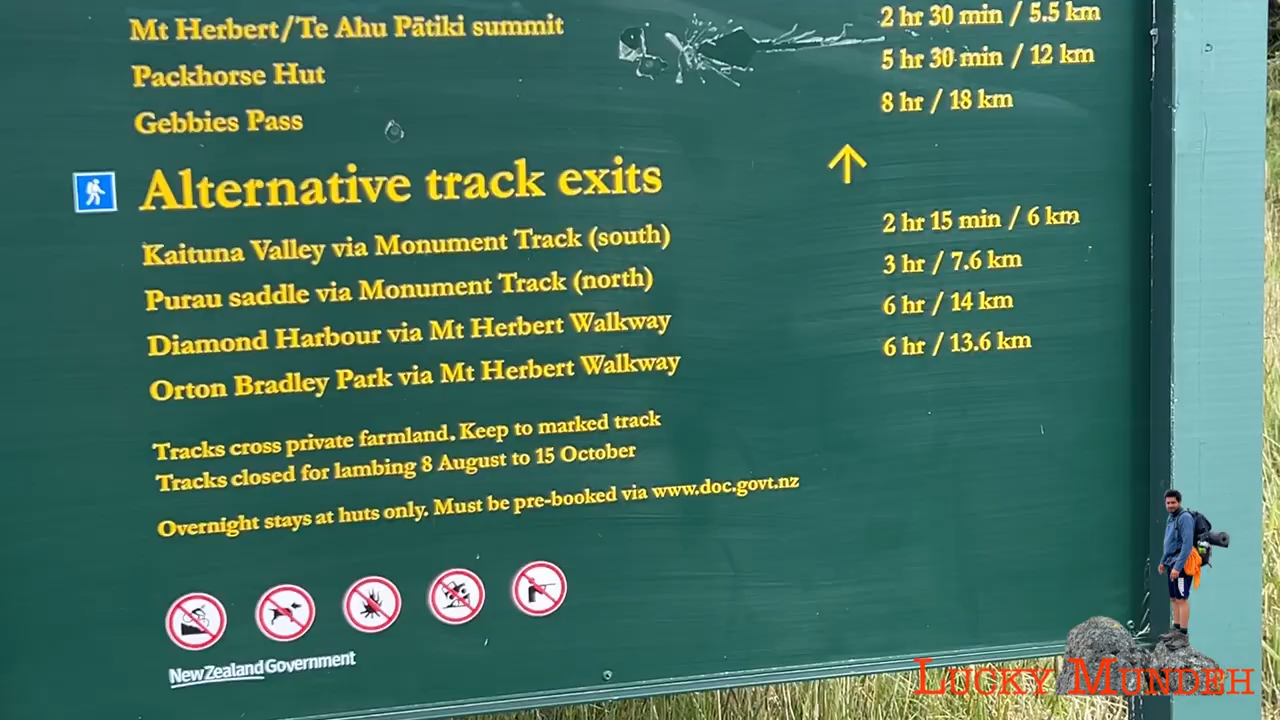 Mt Herbert/Te Ahu Pātiki summit 2 hr 30 min / 5.5 km
Packhorse Hut 5 hr 30 min / 12 km
Gebbies Pass 8 hr / 18 km
Alternative track exits
Kaituna Valley via Monument Track (south) 2 hr 15 min / 6 km
Purau saddle via Monument Track (north) 3 hr / 7.6 km
Diamond Harbour via Mt Herbert Walkway 6 hr / 14 km
Orton Bradley Park via Mt Herbert Walkway 6 hr / 13.6 km
Tracks cross private farmland. Keep to marked track
Tracks closed for lambing 8 August to 15 October
Overnight stays at huts only. Must be pre-booked via www.doc.govt.nz
New Zealand Government
Lucky Mundeh